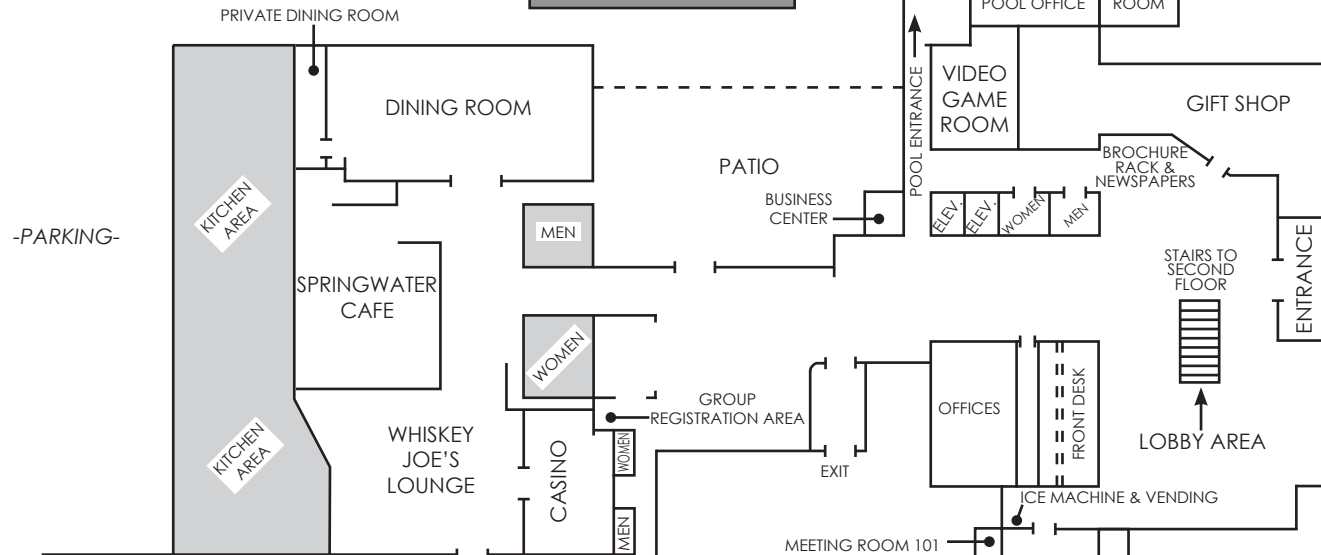 PRIVATE DINING ROOM
POOL OFFICE
ROOM
DINING ROOM
PATIO
POOL ENTRANCE
VIDEO
GAME
ROOM
GIFT SHOP
BROCHURE
RACK &
NEWSPAPERS
KITCHEN
AREA
-PARKING-
MEN
BUSINESS
CENTER
ELEV.
ELEV.
WOMEN
MEN
SPRINGWATER
CAFE
STAIRS TO
SECOND
FLOOR
ENTRANCE
WOMEN
GROUP
REGISTRATION AREA
OFFICES
FRONT DESK
LOBBY AREA
KITCHEN
AREA
WHISKEY
JOE'S
LOUNGE
CASINO
WOMEN
MEN
EXIT
ICE MACHINE & VENDING
MEETING ROOM 101